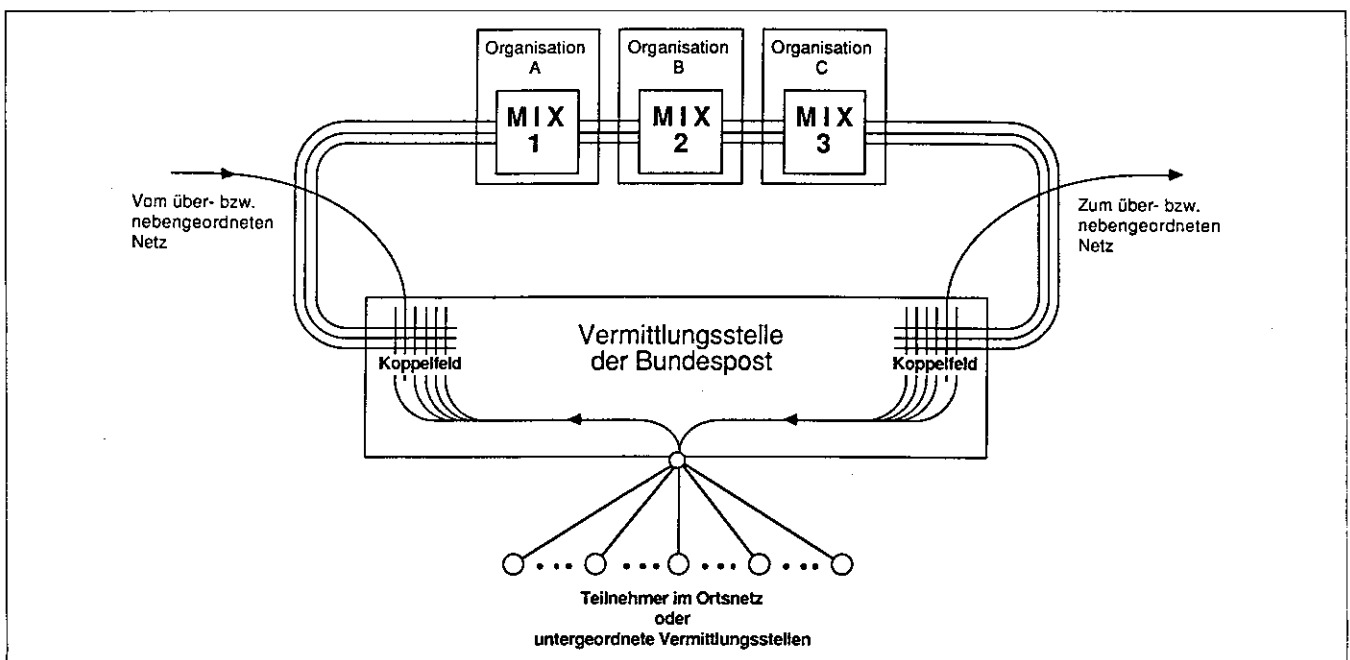 Organisation
A
Organisation
B
Organisation
C
MIX
1
MIX
2
MIX
3
Vom über- bzw.
nebengeordneten
Netz
Zum über- bzw.
nebengeordneten
Netz
Vermittlungsstelle
der Bundespost
Koppelfeld
Koppelfeld
Teilnehmer im Ortsnetz
oder
untergeordnete Vermittlungsstellen